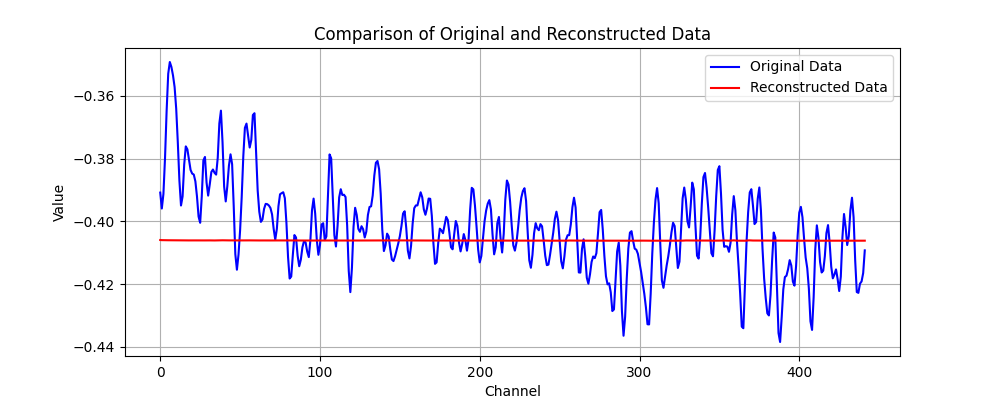 Comparison of Original and Reconstructed Data
Original Data
Reconstructed Data
Value
−0.36
−0.38
−0.40
−0.42
−0.44
0 100 200 300 400
Channel